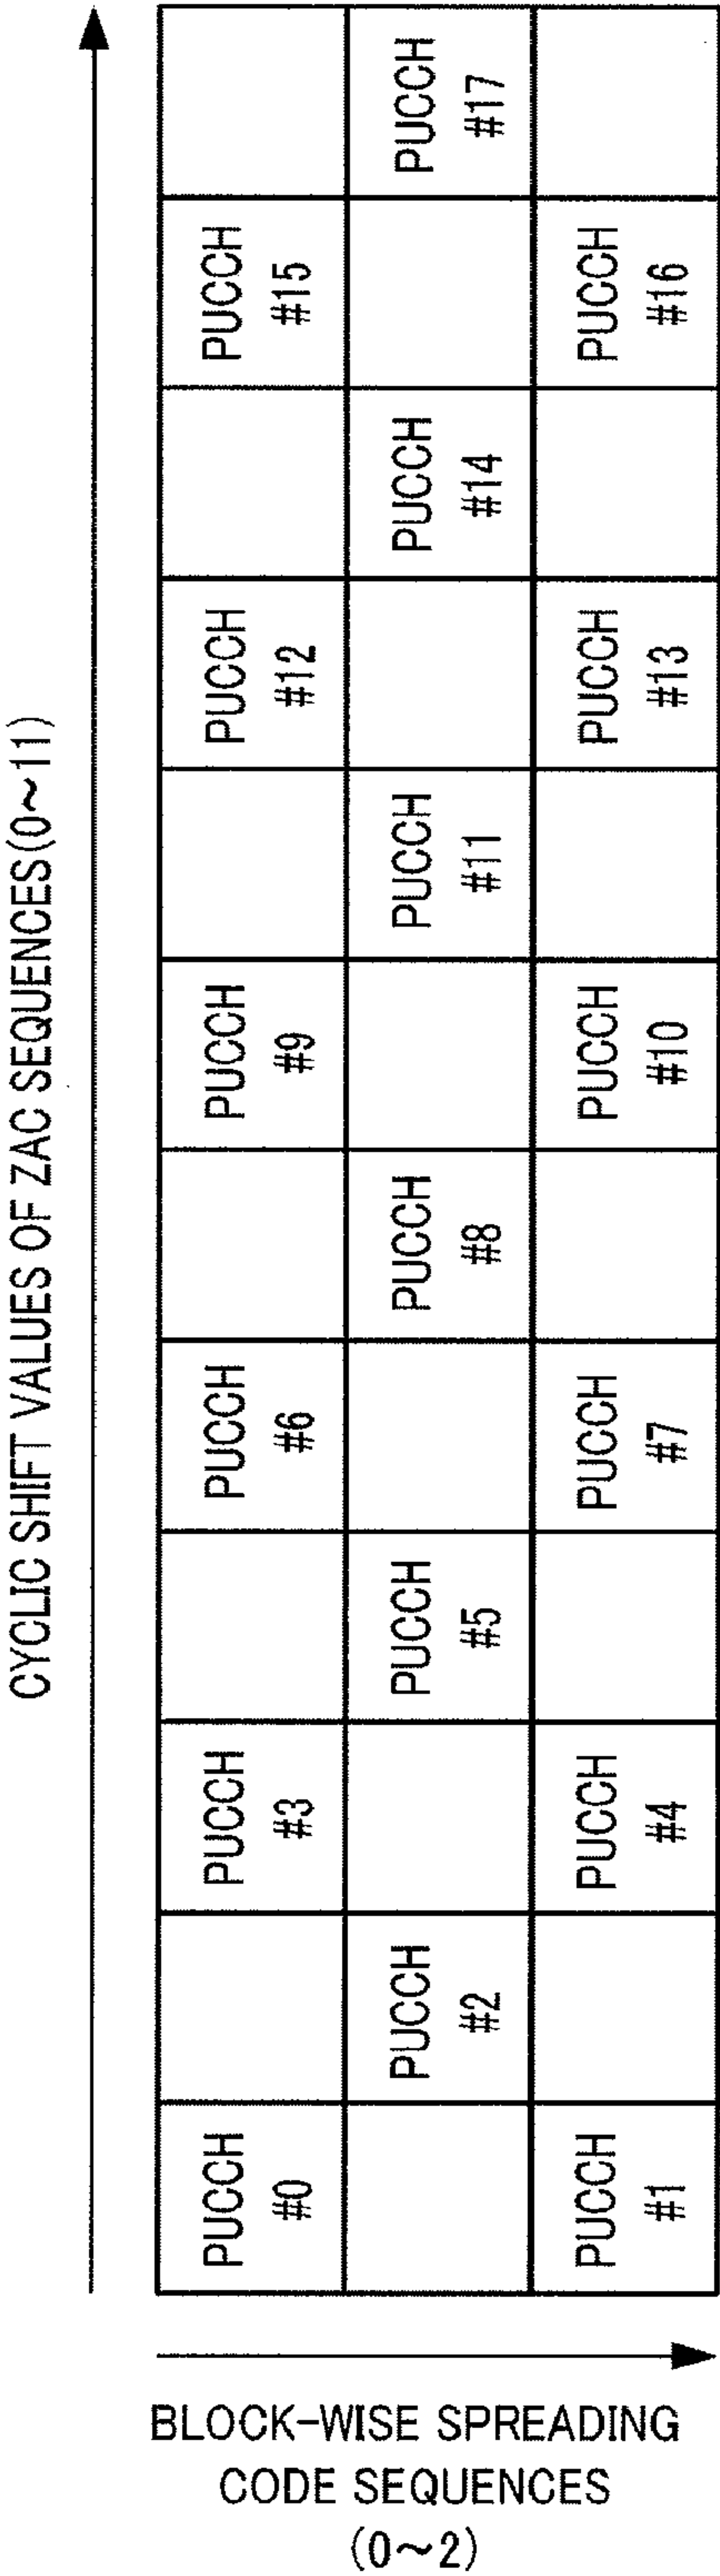 CYCLIC SHIFT VALUES OF ZAC SEQUENCES(0~11)
PUCCH
#0
PUCCH
#3
PUCCH
#6
PUCCH
#9
PUCCH
#12
PUCCH
#15
PUCCH
#2
PUCCH
#5
PUCCH
#8
PUCCH
#11
PUCCH
#14
PUCCH
#17
PUCCH
#1
PUCCH
#4
PUCCH
#7
PUCCH
#10
PUCCH
#13
PUCCH
#16
BLOCK-WISE SPREADING
CODE SEQUENCES
(0~2)